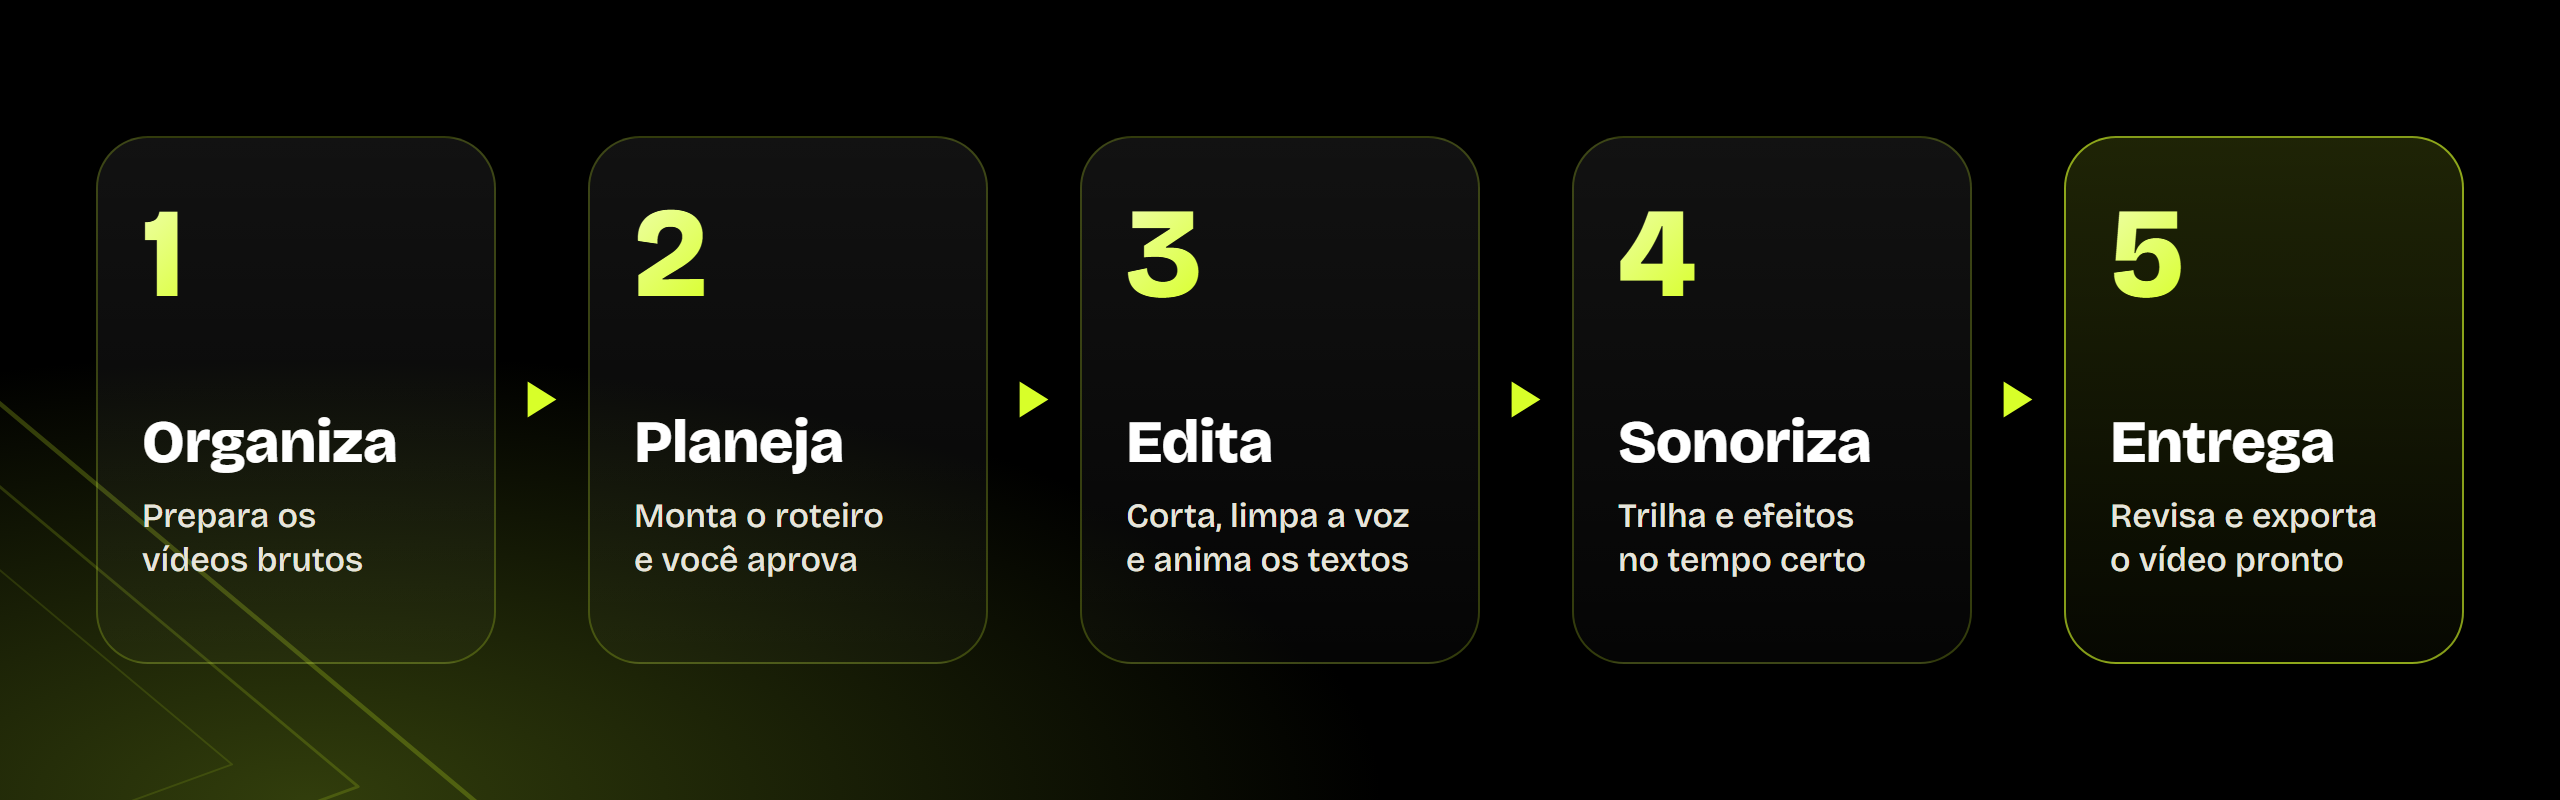 1
Organiza
Prepara os
vídeos brutos
2
Planeja
Monta o roteiro
e você aprova
3
Edita
Corta, limpa a voz
e anima os textos
4
Sonoriza
Trilha e efeitos
no tempo certo
5
Entrega
Revisa e exporta
o vídeo pronto